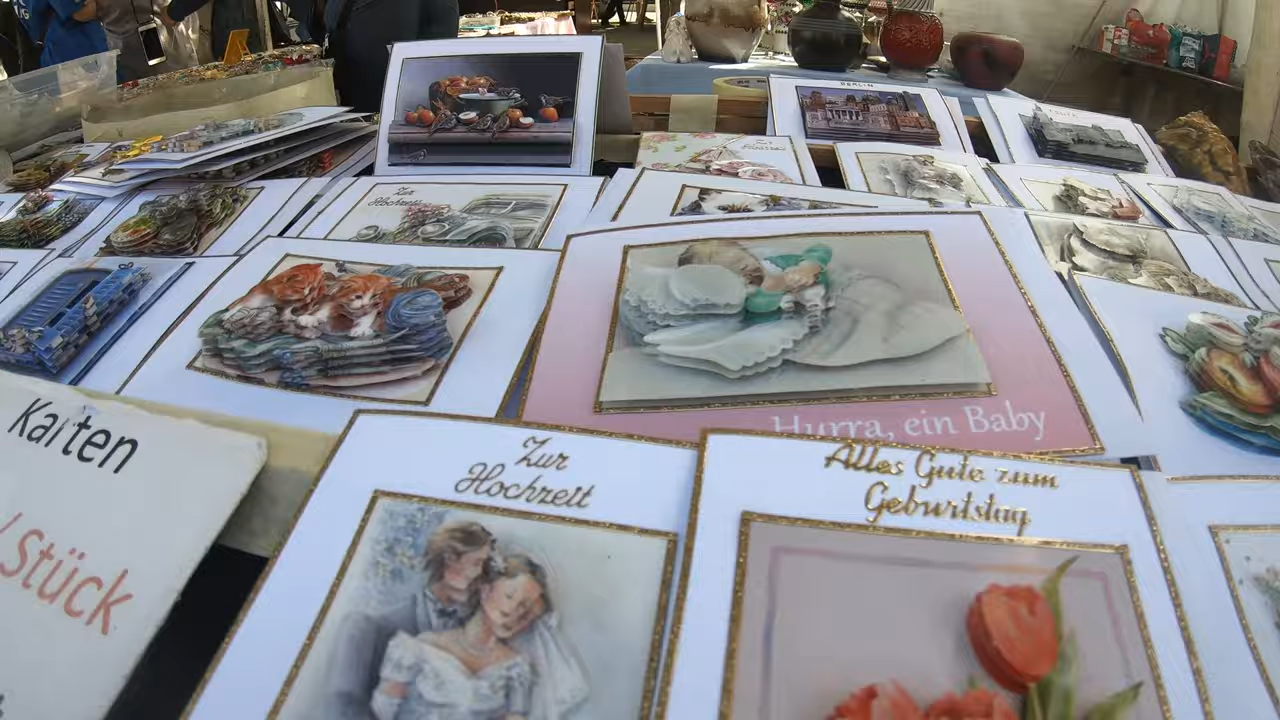 BERLIN
Zur
Hochzeit
Hurra, ein Baby
Karten
/ Stück
Zur
Hochzeit
Alles Gute zum
Geburtstag